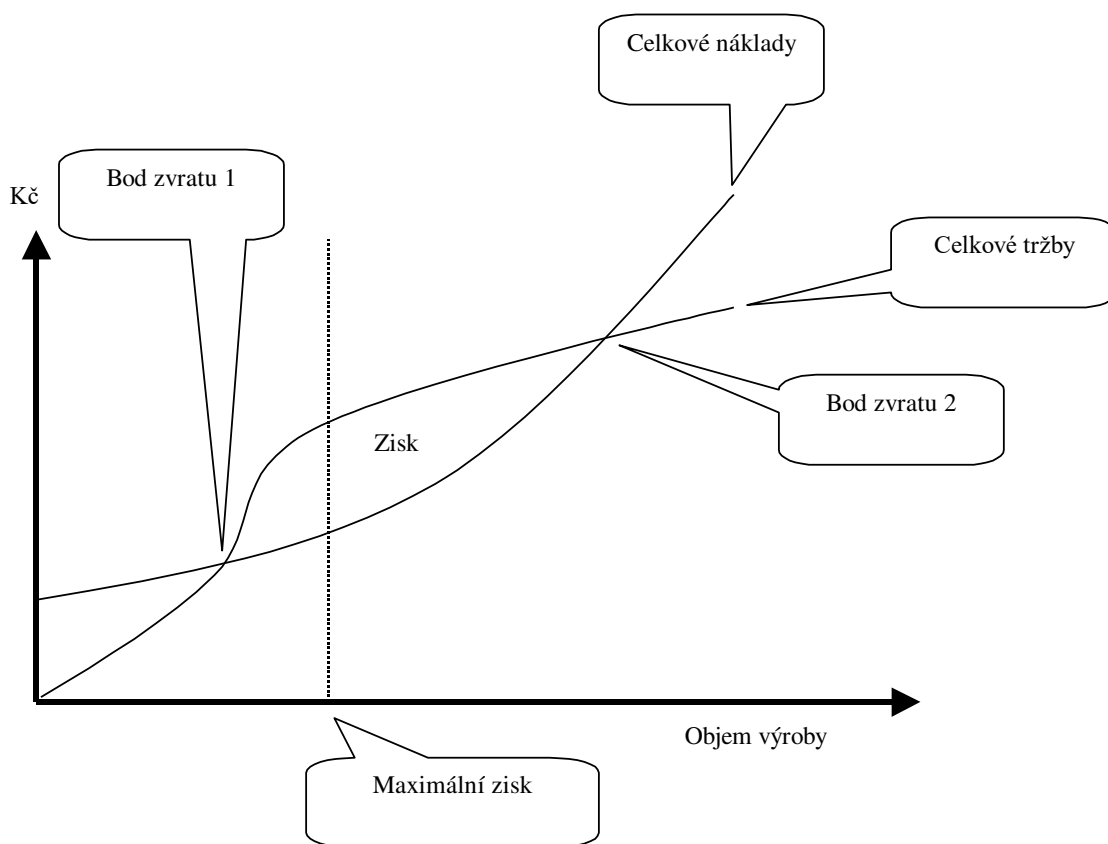 Celkové náklady
Bod zvratu 1
Kč
Celkové tržby
Bod zvratu 2
Zisk
Objem výroby
Maximální zisk